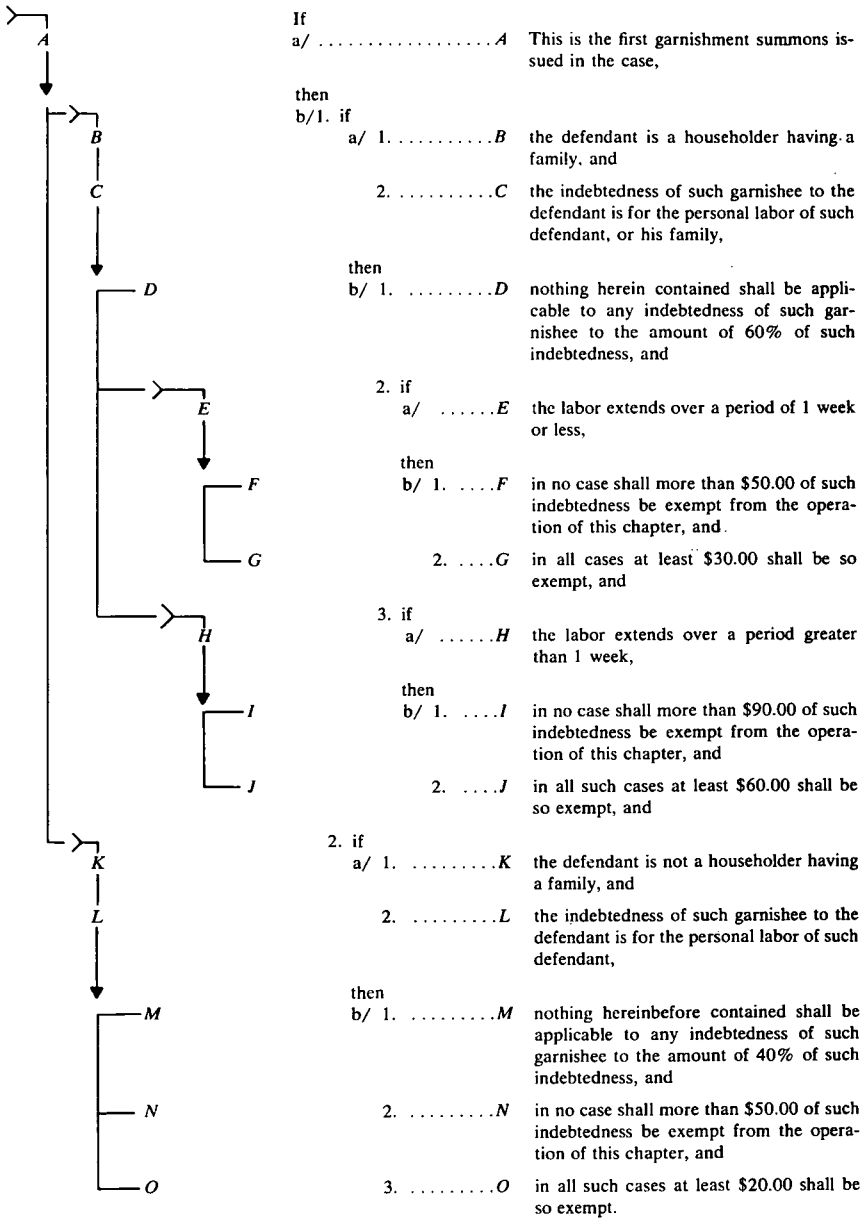 If
A a/ .................. A This is the first garnishment summons is-
sued in the case,
then
b/1. if
B a/ 1. ........... B the defendant is a householder having a
family, and
C 2. .......... C the indebtedness of such garnishee to the
defendant is for the personal labor of such
defendant, or his family,
then
D b/ 1. ......... D nothing herein contained shall be appli-
cable to any indebtedness of such gar-
nishee to the amount of 60% of such
indebtedness, and
2. if
E a/ ...... E the labor extends over a period of 1 week
or less,
then
F b/ 1. .... F in no case shall more than $50.00 of such
indebtedness be exempt from the opera-
tion of this chapter, and
G 2. .... G in all cases at least $30.00 shall be so
exempt, and
3. if
H a/ ...... H the labor extends over a period greater
than 1 week,
then
I b/ 1. .... I in no case shall more than $90.00 of such
indebtedness be exempt from the opera-
tion of this chapter, and
J 2. .... J in all such cases at least $60.00 shall be
so exempt, and
2. if
K a/ 1. ......... K the defendant is not a householder having
a family, and
L 2. ......... L the indebtedness of such garnishee to the
defendant is for the personal labor of such
defendant,
then
M b/ 1. ......... M nothing hereinbefore contained shall be
applicable to any indebtedness of such
garnishee to the amount of 40% of such
indebtedness, and
N 2. ......... N in no case shall more than $50.00 of such
indebtedness be exempt from the opera-
tion of this chapter, and
O 3. ......... O in all such cases at least $20.00 shall be
so exempt.